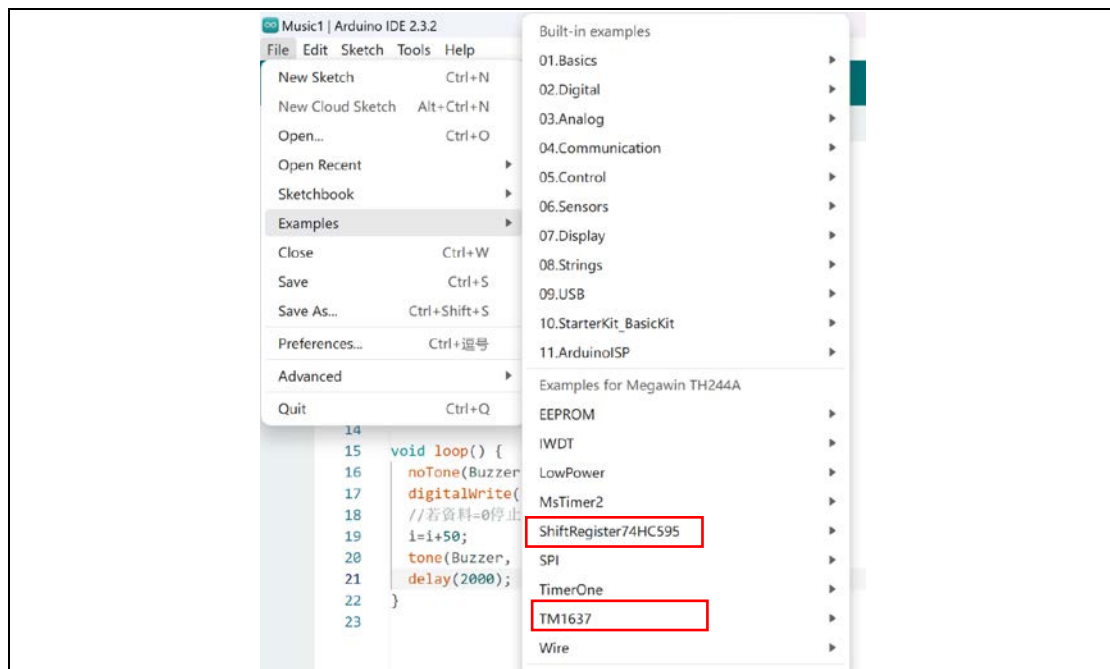 Music1 | Arduino IDE 2.3.2
File Edit Sketch Tools Help
New Sketch Ctrl+N
New Cloud Sketch Alt+Ctrl+N
Open... Ctrl+O
Open Recent
Sketchbook
Examples
Close Ctrl+W
Save Ctrl+S
Save As... Ctrl+Shift+S
Preferences... Ctrl+逗号
Advanced
Quit Ctrl+Q
Built-in examples
01.Basics
02.Digital
03.Analog
04.Communication
05.Control
06.Sensors
07.Display
08.Strings
09.USB
10.StarterKit_BasicKit
11.ArduinoISP
Examples for Megawin TH244A
EEPROM
IWDT
LowPower
MsTimer2
ShiftRegister74HC595
SPI
TimerOne
TM1637
Wire
14
15 void loop() {
16 noTone(Buzzer
17 digitalWrite(
18 //若資料=0停止
19 i=i+50;
20 tone(Buzzer,
21 delay(2000);
22 }
23